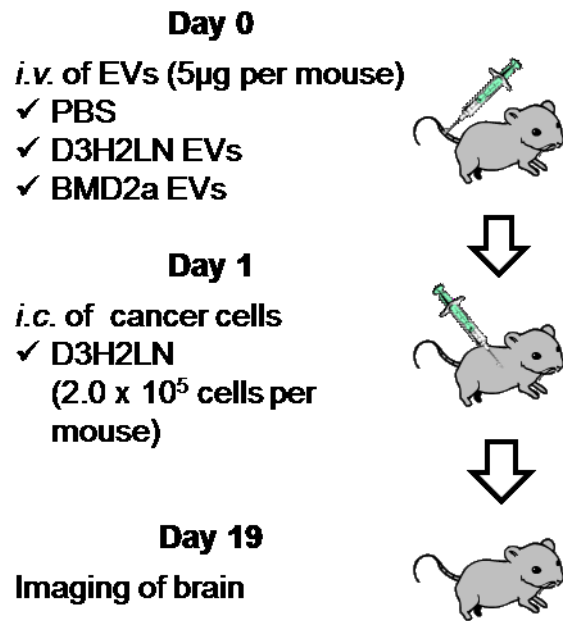 Day 0
i.v. of EVs (5μg per mouse)
✓ PBS
✓ D3H2LN EVs
✓ BMD2a EVs
Day 1
i.c. of cancer cells
✓ D3H2LN
(2.0 x 10⁵ cells per
mouse)
Day 19
Imaging of brain